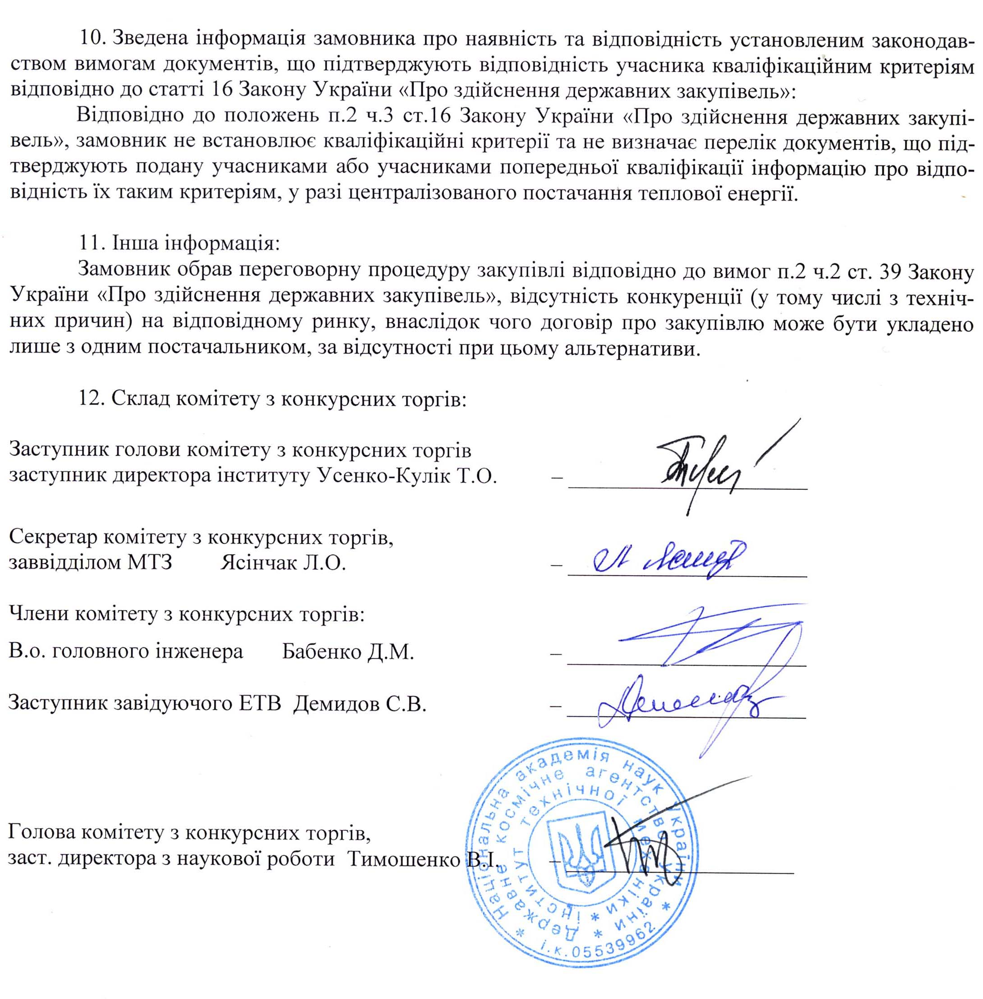 10. Зведена інформація замовника про наявність та відповідність установленим законодав-
ством вимогам документів, що підтверджують відповідність учасника кваліфікаційним критеріям
відповідно до статті 16 Закону України «Про здійснення державних закупівель»:
Відповідно до положень п.2 ч.3 ст.16 Закону України «Про здійснення державних закупі-
вель», замовник не встановлює кваліфікаційні критерії та не визначає перелік документів, що під-
тверджують подану учасниками або учасниками попередньої кваліфікації інформацію про відпо-
відність їх таким критеріям, у разі централізованого постачання теплової енергії.
11. Інша інформація:
Замовник обрав переговорну процедуру закупівлі відповідно до вимог п.2 ч.2 ст. 39 Закону
України «Про здійснення державних закупівель», відсутність конкуренції (у тому числі з техніч-
них причин) на відповідному ринку, внаслідок чого договір про закупівлю може бути укладено
лише з одним постачальником, за відсутності при цьому альтернативи.
12. Склад комітету з конкурсних торгів:
Заступник голови комітету з конкурсних торгів
заступник директора інституту Усенко-Кулік Т.О. –
Секретар комітету з конкурсних торгів,
заввідділом МТЗ Ясінчак Л.О. –
Члени комітету з конкурсних торгів:
В.о. головного інженера Бабенко Д.М. –
Заступник завідуючого ЕТВ Демидов С.В. –
Голова комітету з конкурсних торгів,
заст. директора з наукової роботи Тимошенко В.І. –
Національна академія наук України
Державне космічне агентство України
Інститут технічної механіки
і.к.05539962